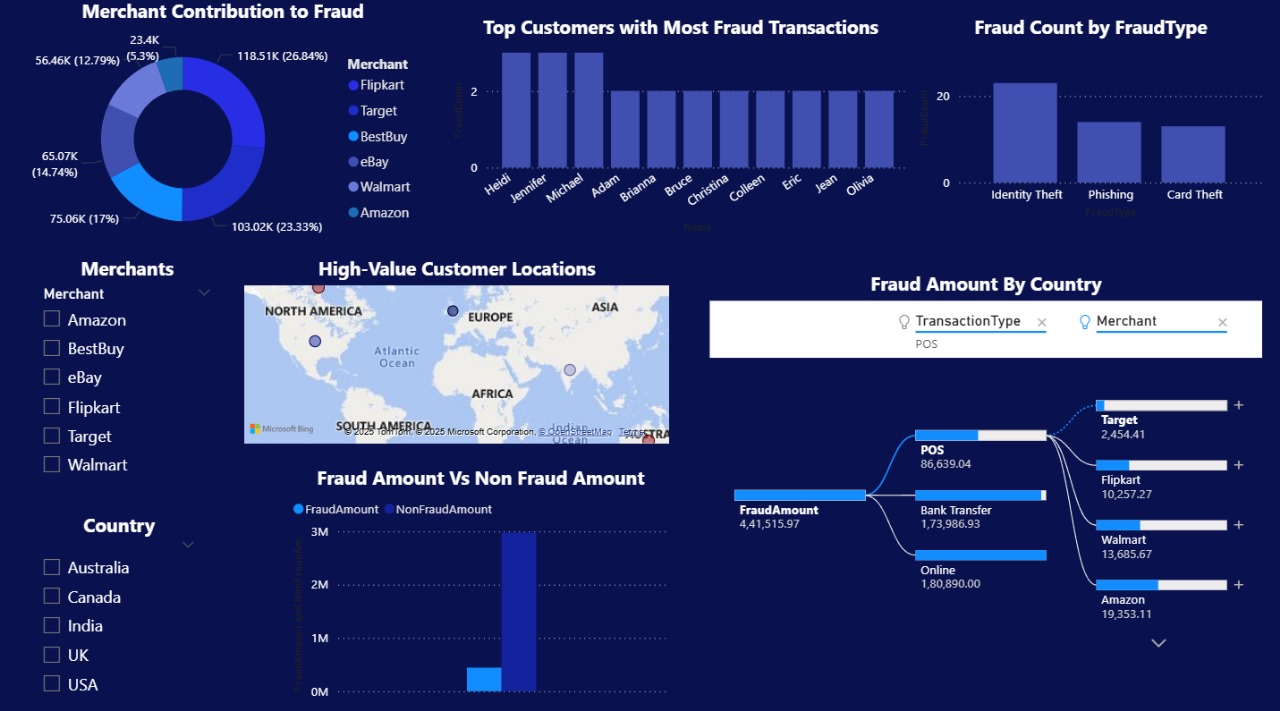 Merchant Contribution to Fraud
23.4K
(5.3%)
118.51K (26.84%)
56.46K (12.79%)
65.07K
(14.74%)
75.06K (17%)
103.02K (23.33%)
Merchant
Flipkart
Target
BestBuy
eBay
Walmart
Amazon
Top Customers with Most Fraud Transactions
FraudCount
2
0
Heidi
Jennifer
Michael
Adam
Brianna
Bruce
Christina
Colleen
Eric
Jean
Olivia
Name
Fraud Count by FraudType
FraudCount
20
0
Identity Theft
Phishing
Card Theft
FraudType
Merchants
Merchant
Amazon
BestBuy
eBay
Flipkart
Target
Walmart
High-Value Customer Locations
NORTH AMERICA
EUROPE
ASIA
Atlantic
Ocean
AFRICA
SOUTH AMERICA
Indian
Ocean
AUSTRA
Microsoft Bing
© 2025 TomTom, © 2025 Microsoft Corporation, © OpenStreetMap Terms
Fraud Amount By Country
TransactionType
POS
Merchant
FraudAmount
4,41,515.97
POS
86,639.04
Bank Transfer
1,73,986.93
Online
1,80,890.00
Target
2,454.41
Flipkart
10,257.27
Walmart
13,685.67
Amazon
19,353.11
Country
Australia
Canada
India
UK
USA
Fraud Amount Vs Non Fraud Amount
FraudAmount
NonFraudAmount
3M
2M
1M
0M